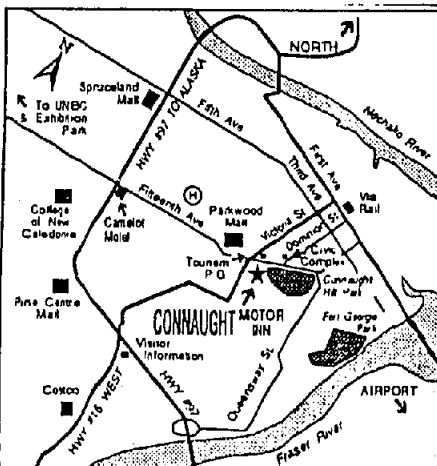 NORTH
N
Spruceland
Mall
To UNBC
& Exhibition
Park
HWY #97 TO ALASKA
Fifth Ave
Nechako River
First Ave
Third Ave
Fifteenth Ave
H
College
of New
Caledonia
Camelot
Motel
Parkwood
Mall
Victoria St
Dominion St
Via
Rail
Civic
Complex
Tourism
P G
Connaught
Hill Park
Pine Centre
Mall
CONNAUGHT
MOTOR
INN
Fort George
Park
Visitor
Information
Queensway St
Costco
HWY #16 WEST
HWY #97
AIRPORT
Fraser River